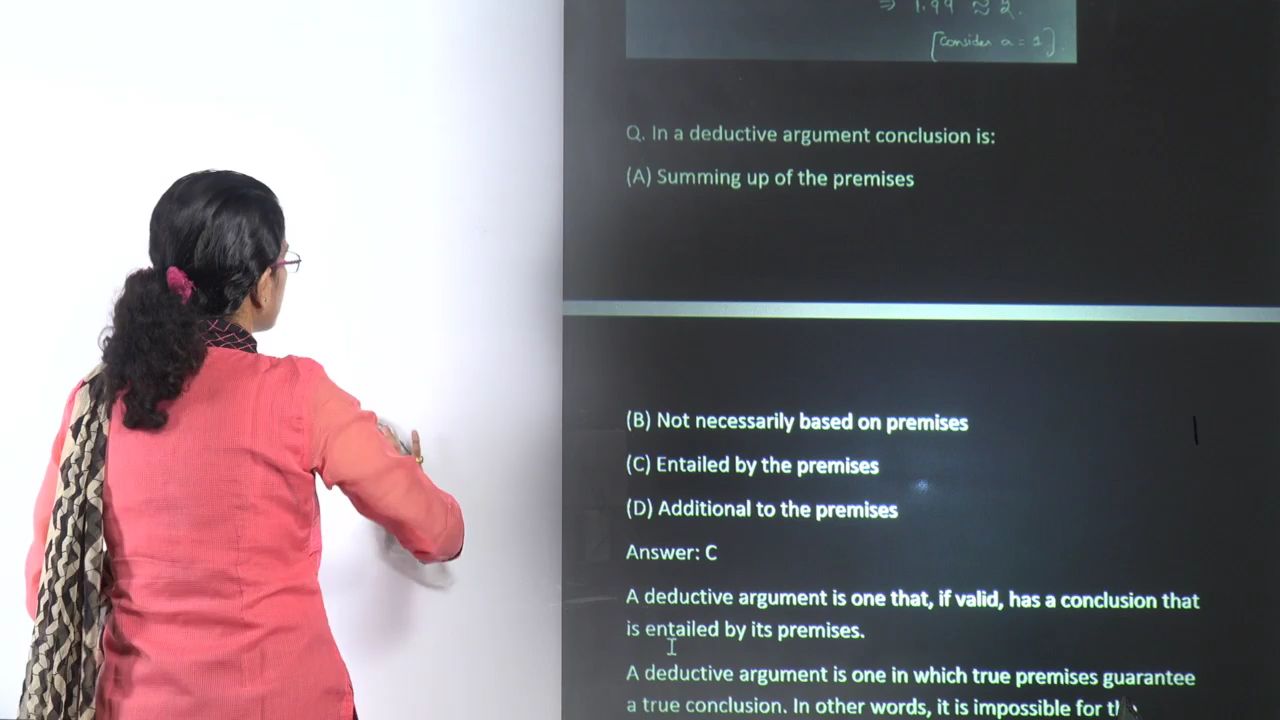 ⇒ 1.99 ≈ 2.
[Consider a = 1].
Q. In a deductive argument conclusion is:
(A) Summing up of the premises
(B) Not necessarily based on premises
(C) Entailed by the premises
(D) Additional to the premises
Answer: C
A deductive argument is one that, if valid, has a conclusion that
is entailed by its premises.
A deductive argument is one in which true premises guarantee
a true conclusion. In other words, it is impossible for